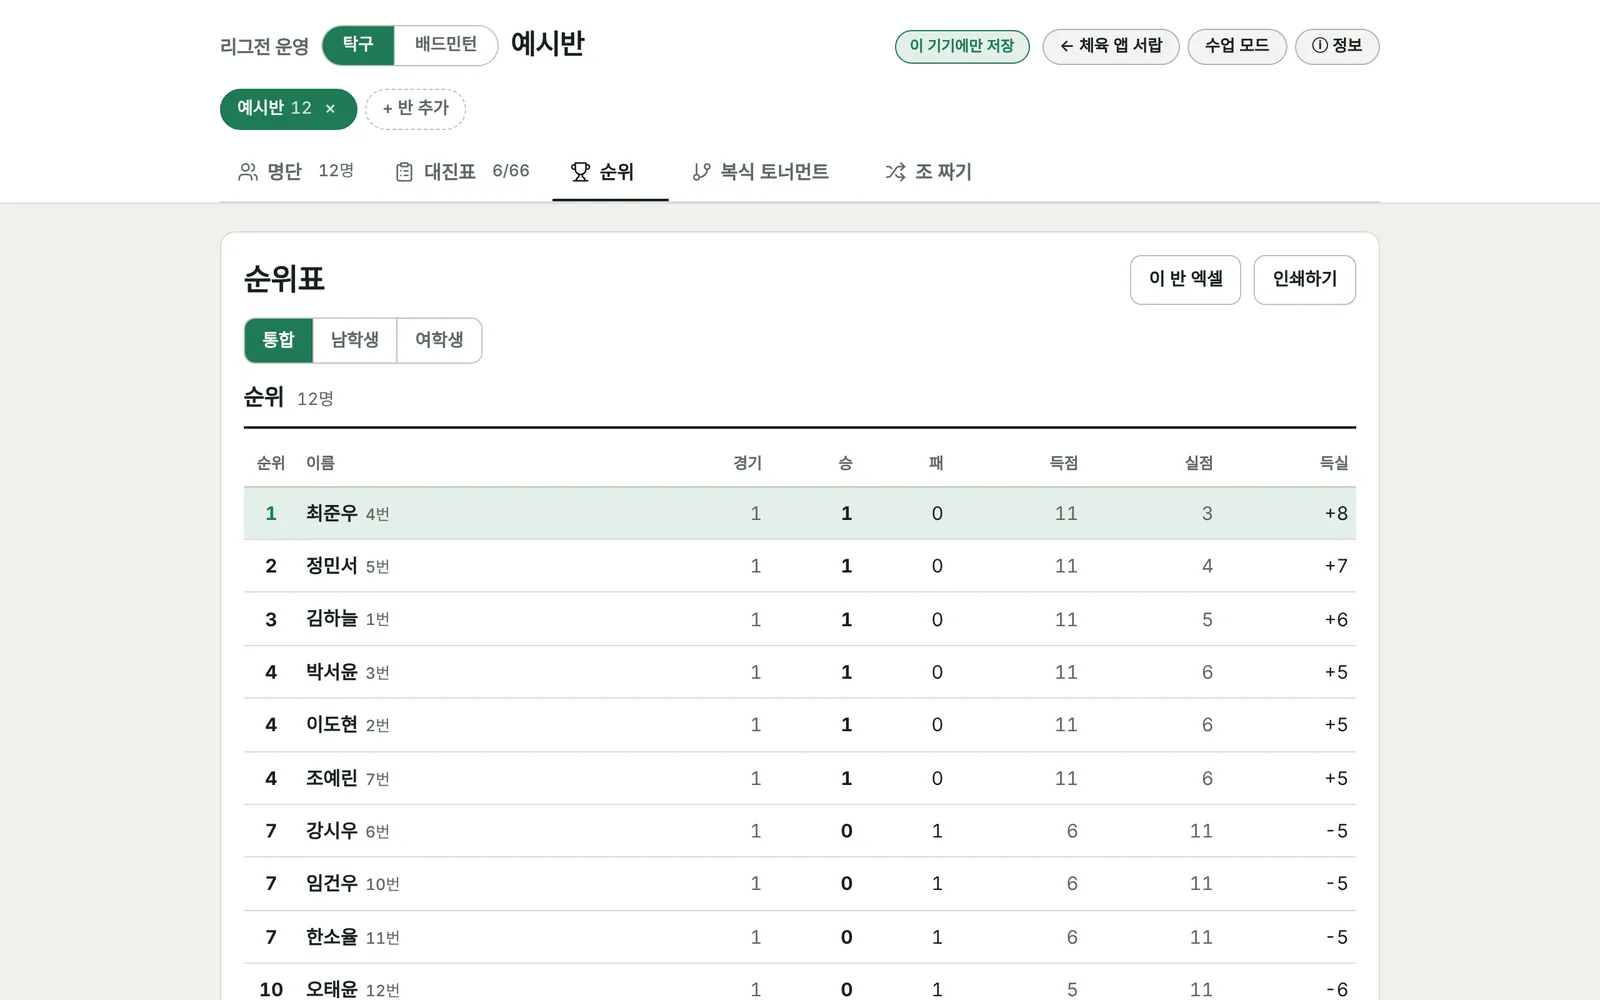 리그전 운영 탁구 배드민턴 예시반 이 기기에만 저장 ← 체육 앱 서랍 수업 모드 ⓘ 정보
예시반 12 × + 반 추가
명단 12명 대진표 6/66 순위 복식 토너먼트 조 짜기
순위표 이 반 엑셀 인쇄하기
통합 남학생 여학생
순위 12명
순위 이름 경기 승 패 득점 실점 득실
1 최준우 4번 1 1 0 11 3 +8
2 정민서 5번 1 1 0 11 4 +7
3 김하늘 1번 1 1 0 11 5 +6
4 박서윤 3번 1 1 0 11 6 +5
4 이도현 2번 1 1 0 11 6 +5
4 조예린 7번 1 1 0 11 6 +5
7 강시우 6번 1 0 1 6 11 -5
7 임건우 10번 1 0 1 6 11 -5
7 한소율 11번 1 0 1 6 11 -5
10 오태윤 12번 1 0 1 5 11 -6